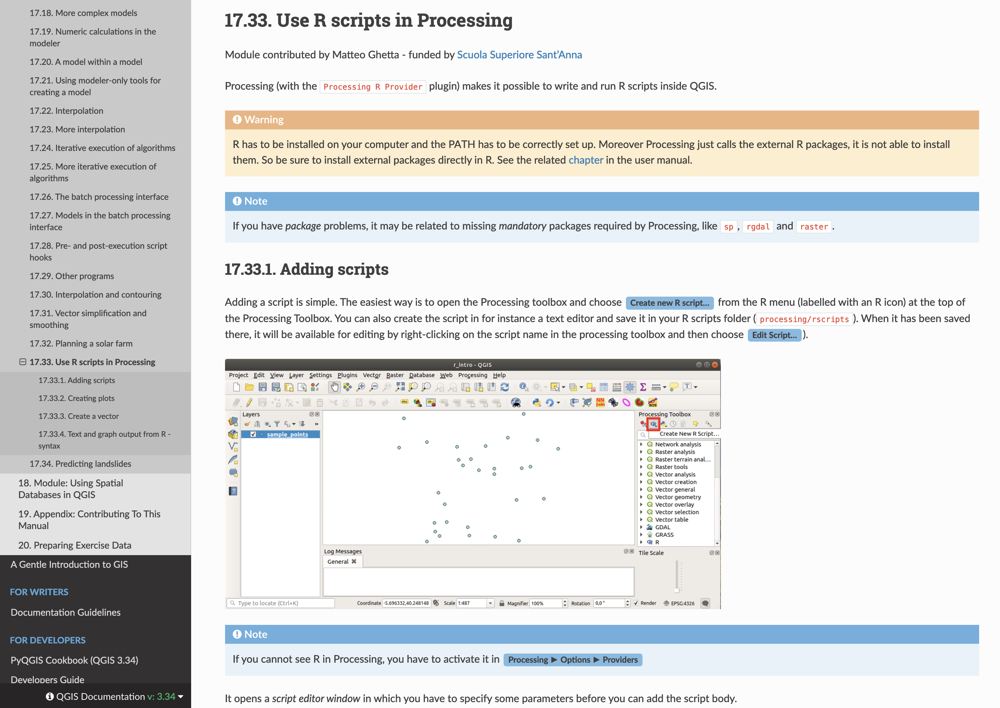 17.18. More complex models
17.19. Numeric calculations in the
modeler
17.20. A model within a model
17.21. Using modeler-only tools for
creating a model
17.22. Interpolation
17.23. More interpolation
17.24. Iterative execution of algorithms
17.25. More iterative execution of
algorithms
17.26. The batch processing interface
17.27. Models in the batch processing
interface
17.28. Pre- and post-execution script
hooks
17.29. Other programs
17.30. Interpolation and contouring
17.31. Vector simplification and
smoothing
17.32. Planning a solar farm
17.33. Use R scripts in Processing
17.33.1. Adding scripts
17.33.2. Creating plots
17.33.3. Create a vector
17.33.4. Text and graph output from R -
syntax
17.34. Predicting landslides
18. Module: Using Spatial
Databases in QGIS
19. Appendix: Contributing To This
Manual
20. Preparing Exercise Data
A Gentle Introduction to GIS
FOR WRITERS
Documentation Guidelines
FOR DEVELOPERS
PyQGIS Cookbook (QGIS 3.34)
Developers Guide
QGIS Documentation v: 3.34
17.33. Use R scripts in Processing
Module contributed by Matteo Ghetta - funded by Scuola Superiore Sant’Anna
Processing (with the Processing R Provider plugin) makes it possible to write and run R scripts inside QGIS.
Warning
R has to be installed on your computer and the PATH has to be correctly set up. Moreover Processing just calls the external R packages, it is not able to install
them. So be sure to install external packages directly in R. See the related chapter in the user manual.
Note
If you have package problems, it may be related to missing mandatory packages required by Processing, like sp, rgdal and raster.
17.33.1. Adding scripts
Adding a script is simple. The easiest way is to open the Processing toolbox and choose Create new R script... from the R menu (labelled with an R icon) at the top of
the Processing Toolbox. You can also create the script in for instance a text editor and save it in your R scripts folder (processing/rscripts). When it has been saved
there, it will be available for editing by right-clicking on the script name in the processing toolbox and then choose Edit Script...).
r_intro - QGIS
Project Edit View Layer Settings Plugins Vector Raster Database Web Processing Help
Layers
sample_points
Processing Toolbox
Create New R Script...
Network analysis
Raster analysis
Raster terrain anal...
Raster tools
Vector analysis
Vector creation
Vector general
Vector geometry
Vector overlay
Vector selection
Vector table
GDAL
GRASS
R
Log Messages
General
Tile Scale
Type to locate (Ctrl+K) Coordinate -5.696332,40.248148 Scale 1:487 Magnifier 100% Rotation 0,0 ° Render EPSG:4326
Note
If you cannot see R in Processing, you have to activate it in Processing ► Options ► Providers
It opens a script editor window in which you have to specify some parameters before you can add the script body.